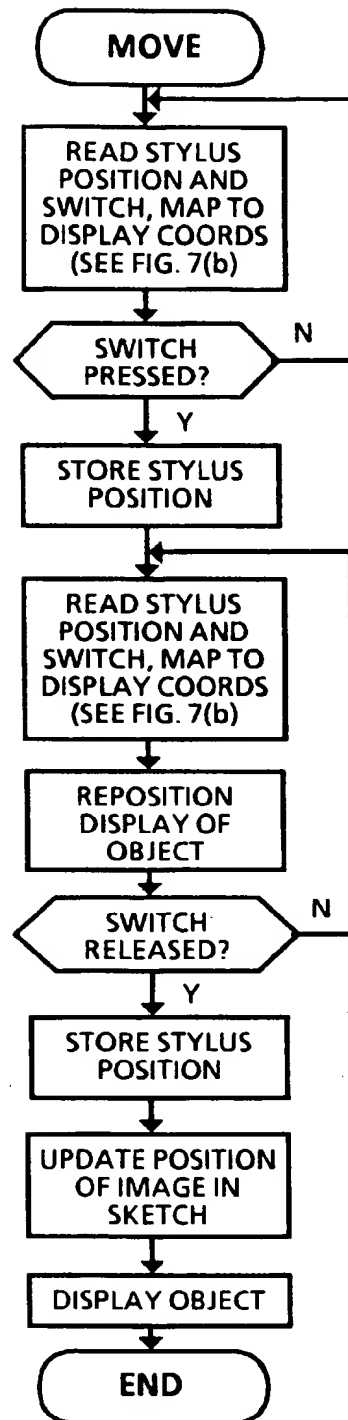 MOVE
READ STYLUS
POSITION AND
SWITCH, MAP TO
DISPLAY COORDS
(SEE FIG. 7(b)
SWITCH
PRESSED?
N
Y
STORE STYLUS
POSITION
READ STYLUS
POSITION AND
SWITCH, MAP TO
DISPLAY COORDS
(SEE FIG. 7(b)
REPOSITION
DISPLAY OF
OBJECT
SWITCH
RELEASED?
N
Y
STORE STYLUS
POSITION
UPDATE POSITION
OF IMAGE IN
SKETCH
DISPLAY OBJECT
END